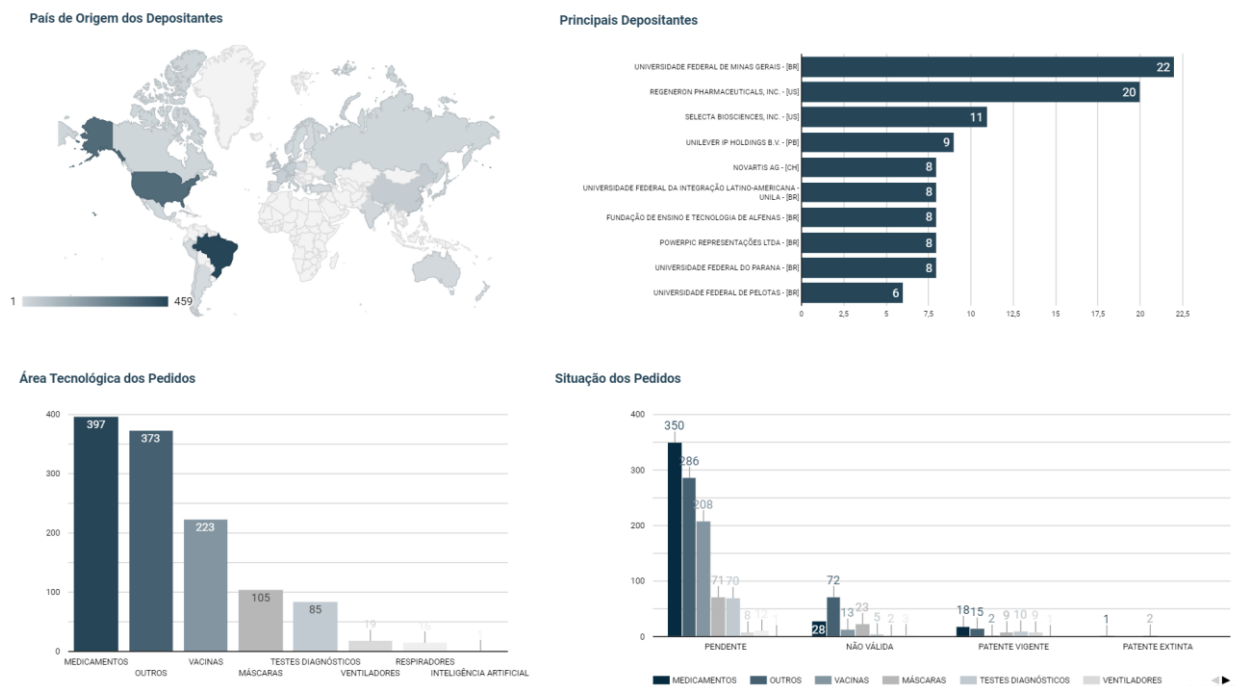 País de Origem dos Depositantes
1
459
Principais Depositantes
UNIVERSIDADE FEDERAL DE MINAS GERAIS - [BR]
22
REGENERON PHARMACEUTICALS, INC. - [US]
20
SELECTA BIOSCIENCES, INC. - [US]
11
UNILEVER IP HOLDINGS B.V. - [PB]
9
NOVARTIS AG - [CH]
8
UNIVERSIDADE FEDERAL DA INTEGRAÇÃO LATINO-AMERICANA -
UNILA - [BR]
8
FUNDAÇÃO DE ENSINO E TECNOLOGIA DE ALFENAS - [BR]
8
POWERPIC REPRESENTAÇÕES LTDA - [BR]
8
UNIVERSIDADE FEDERAL DO PARANA - [BR]
8
UNIVERSIDADE FEDERAL DE PELOTAS - [BR]
6
0 2,5 5 7,5 10 12,5 15 17,5 20 22,5
Área Tecnológica dos Pedidos
400
300
200
100
0
397
373
223
105
85
19
16
1
MEDICAMENTOS
OUTROS
VACINAS
MÁSCARAS
TESTES DIAGNÓSTICOS
VENTILADORES
RESPIRADORES
INTELIGÊNCIA ARTIFICIAL
Situação dos Pedidos
400
300
200
100
0
350
286
208
71
70
8
12
1
28
72
13
23
5
2
3
18
15
2
9
10
9
1
1
2
PENDENTE
NÃO VÁLIDA
PATENTE VIGENTE
PATENTE EXTINTA
MEDICAMENTOS OUTROS VACINAS MÁSCARAS TESTES DIAGNÓSTICOS VENTILADORES